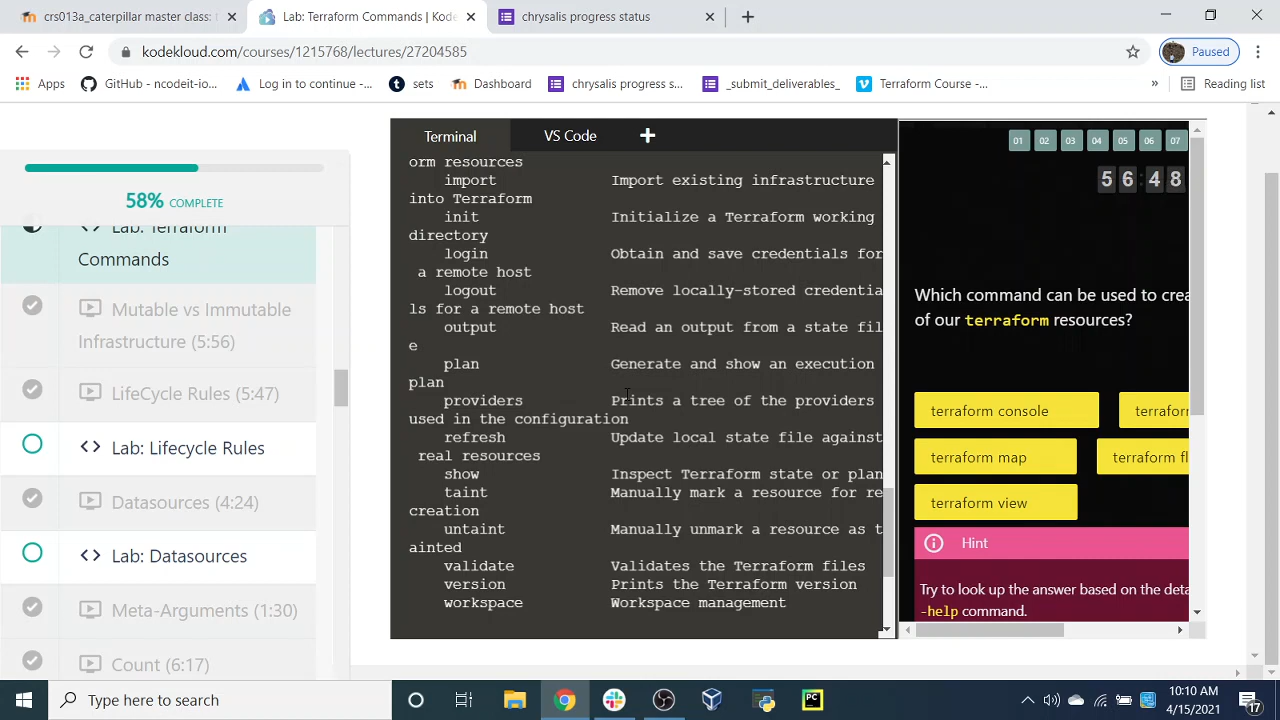 crs013a_caterpillar master class: t
Lab: Terraform Commands | Kode
chrysalis progress status
kodekloud.com/courses/1215768/lectures/27204585
Paused
Apps
GitHub - ncodeit-io...
Log in to continue -...
sets
Dashboard
chrysalis progress s...
_submit_deliverables_
Terraform Course -...
»
Reading list
58% COMPLETE
Lab: Terraform
Commands
Mutable vs Immutable
Infrastructure (5:56)
LifeCycle Rules (5:47)
Lab: Lifecycle Rules
Datasources (4:24)
Lab: Datasources
Meta-Arguments (1:30)
Count (6:17)
Terminal
VS Code
orm resources
import Import existing infrastructure
into Terraform
init Initialize a Terraform working
directory
login Obtain and save credentials for
a remote host
logout Remove locally-stored credentia
ls for a remote host
output Read an output from a state fil
e
plan Generate and show an execution
plan
providers Prints a tree of the providers
used in the configuration
refresh Update local state file against
real resources
show Inspect Terraform state or plan
taint Manually mark a resource for re
creation
untaint Manually unmark a resource as t
ainted
validate Validates the Terraform files
version Prints the Terraform version
workspace Workspace management
01 02 03 04 05 06 07
56:48
Which command can be used to crea
of our terraform resources?
terraform console
terraforr
terraform map
terraform fl
terraform view
Hint
Try to look up the answer based on the deta
-help command.
Type here to search
10:10 AM
4/15/2021
17